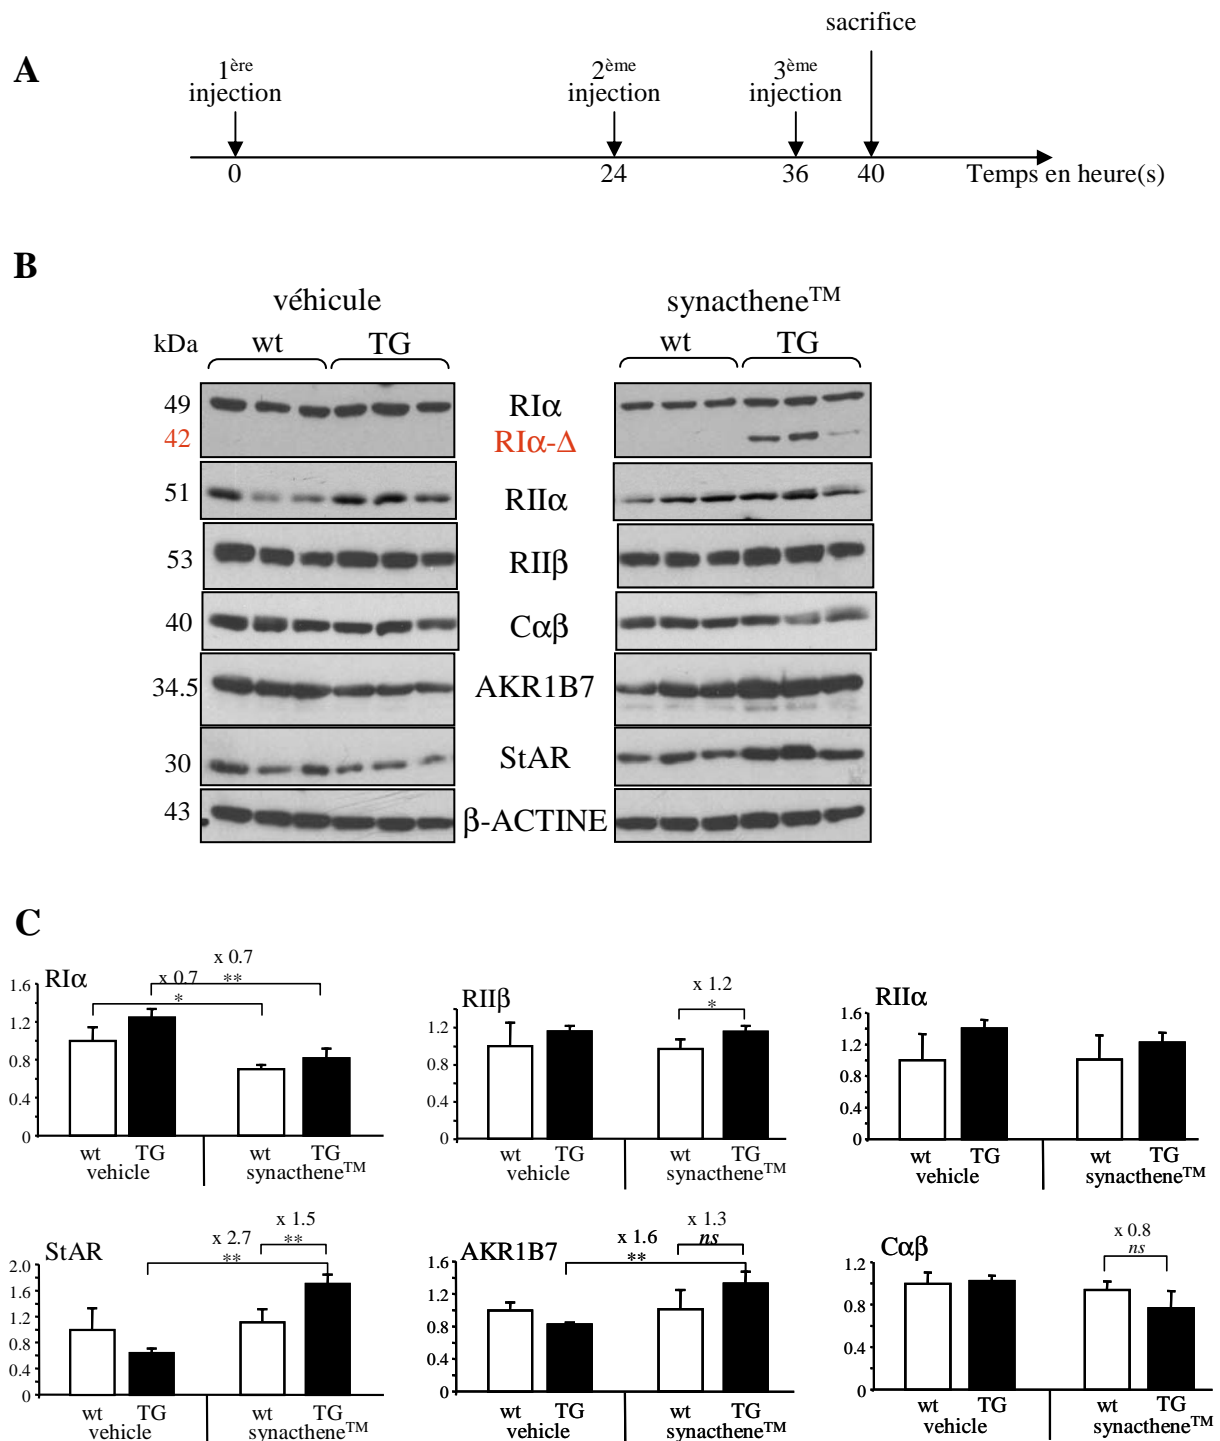 sacrifice
A
1ère 2ème 3ème
injection injection injection
0 24 36 40 Temps en heure(s)
B
véhicule synactheneTM
kDa wt TG wt TG
49 RIα
42 RIα-Δ
51 RIIα
53 RIIβ
40 Cαβ
34.5 AKR1B7
30 StAR
43 β-ACTINE
C
RIα
x 0.7
x 0.7 **
*
1.6
1.2
0.8
0.4
0
wt TG wt TG
vehicle synactheneTM
RIIβ
x 1.2
*
1.2
0.8
0.4
0
wt TG wt TG
vehicle synactheneTM
RIIα
1.6
1.2
0.8
0.4
0
wt TG wt TG
vehicle synactheneTM
StAR
x 1.5
x 2.7 **
**
2.0
1.6
1.2
0.8
0.4
0
wt TG wt TG
vehicle synactheneTM
AKR1B7
x 1.3
x 1.6 ns
**
1.6
1.2
0.8
0.4
0
wt TG wt TG
vehicle synactheneTM
Cαβ
x 0.8
ns
1.2
0.8
0.4
0
wt TG wt TG
vehicle synactheneTM